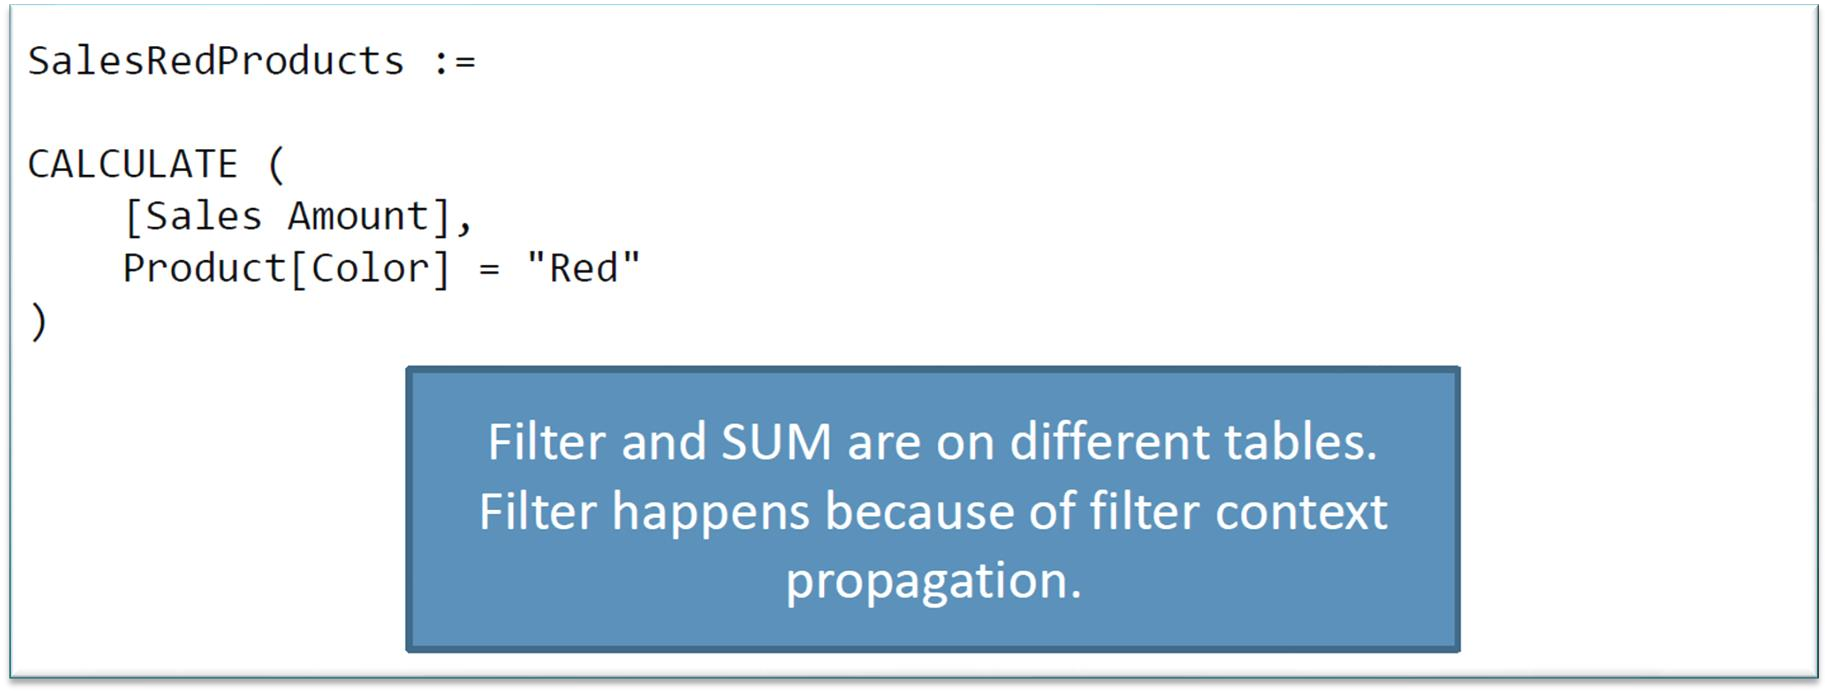 SalesRedProducts :=
CALCULATE (
    [Sales Amount],
    Product[Color] = "Red"
)
Filter and SUM are on different tables.
Filter happens because of filter context
propagation.